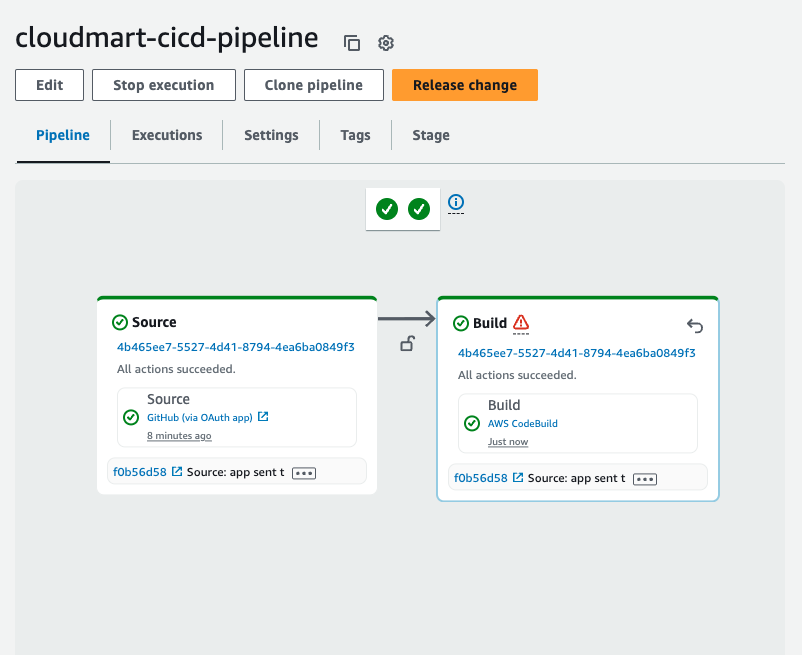 cloudmart-cicd-pipeline
Edit
Stop execution
Clone pipeline
Release change
Pipeline
Executions
Settings
Tags
Stage
Source
4b465ee7-5527-4d41-8794-4ea6ba0849f3
All actions succeeded.
Source
GitHub (via OAuth app)
8 minutes ago
f0b56d58 Source: app sent t
Build
4b465ee7-5527-4d41-8794-4ea6ba0849f3
All actions succeeded.
Build
AWS CodeBuild
Just now
f0b56d58 Source: app sent t